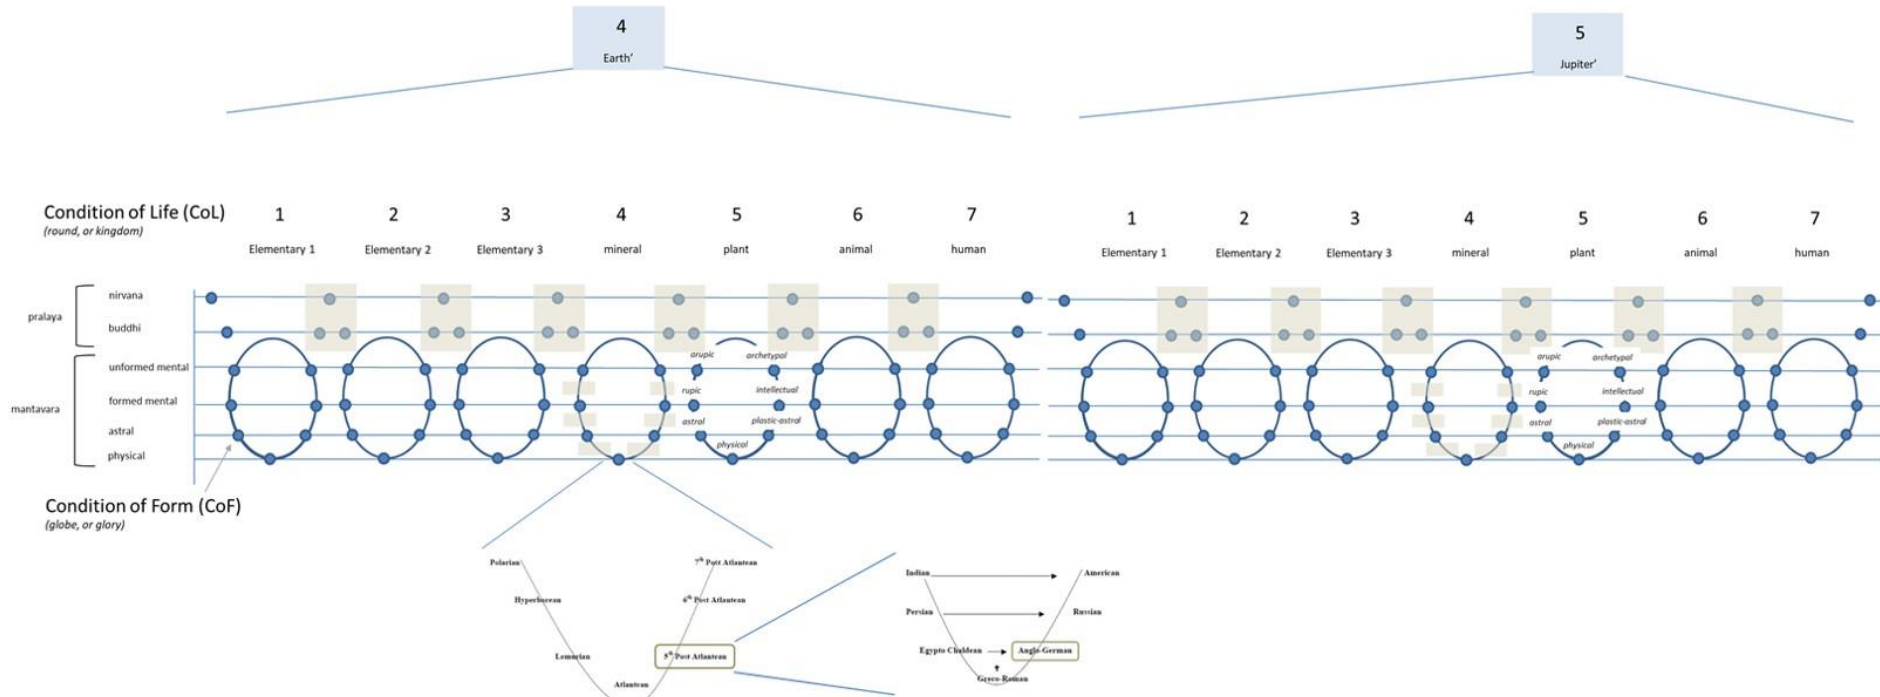 4
Earth’
5
Jupiter’
Condition of Life (CoL)
(round, or kingdom)
1 2 3 4 5 6 7
Elementary 1 Elementary 2 Elementary 3 mineral plant animal human
1 2 3 4 5 6 7
Elementary 1 Elementary 2 Elementary 3 mineral plant animal human
pralaya
nirvana
buddhi
mantavara
unformed mental
formed mental
astral
physical
arupic archetypal
rupic intellectual
astral plastic-astral
physical
arupic archetypal
rupic intellectual
astral plastic-astral
physical
Condition of Form (CoF)
(globe, or glory)
Polarian 7th Post Atlantean
Hyperborean 6th Post Atlantean
Lemurian 5th Post Atlantean
Atlantean
Indian American
Persian Russian
Egypto Chaldean Anglo-German
Greco-Roman